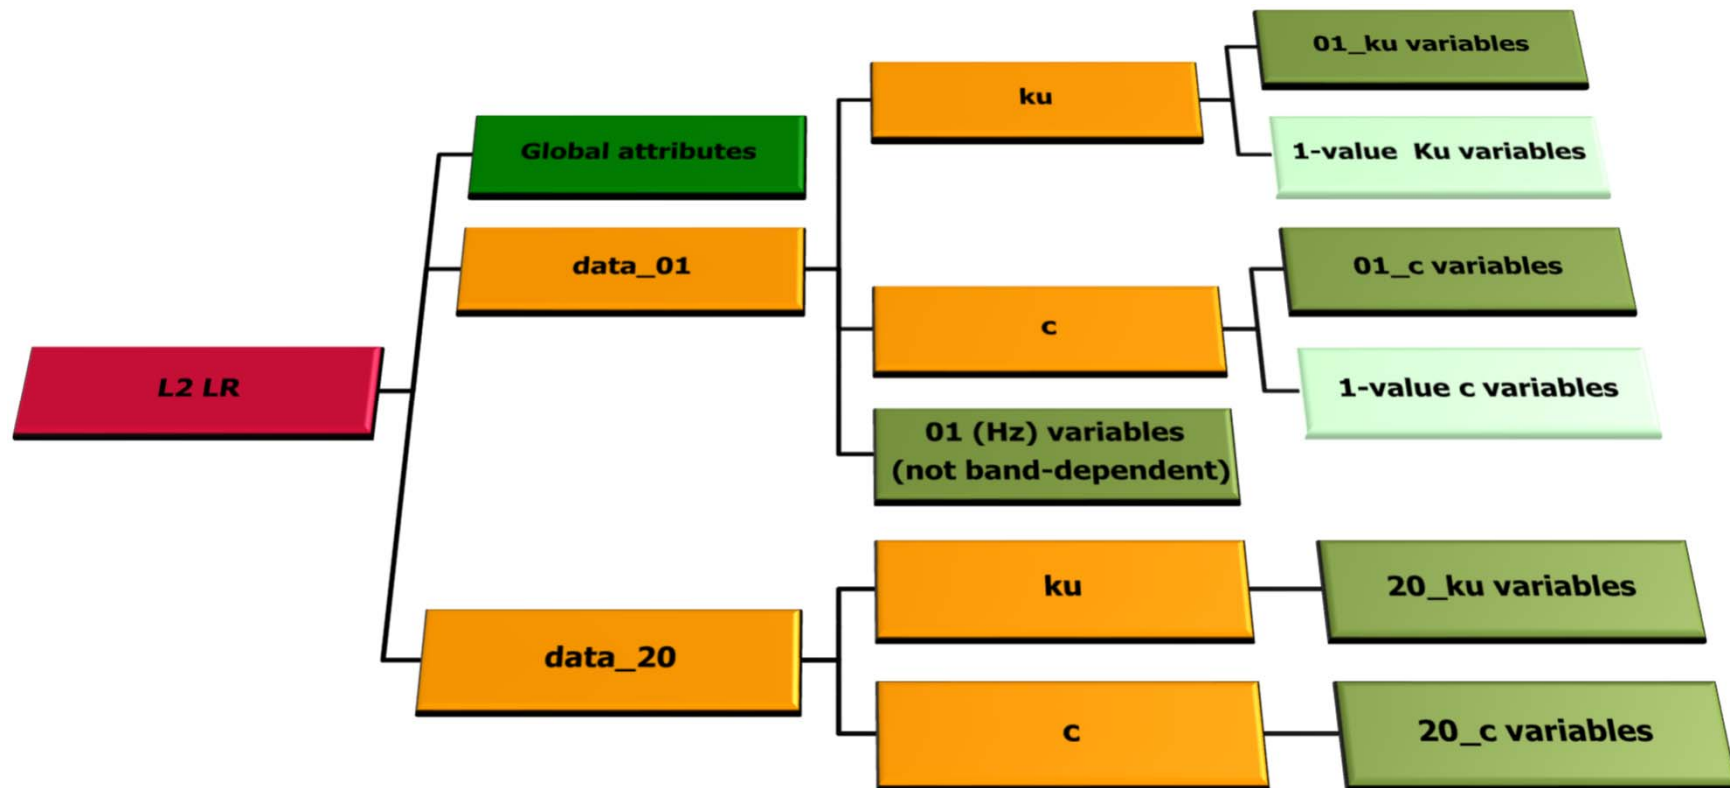 L2 LR
Global attributes
data_01
ku
01_ku variables
1-value Ku variables
c
01_c variables
1-value c variables
01 (Hz) variables
(not band-dependent)
data_20
ku
20_ku variables
c
20_c variables